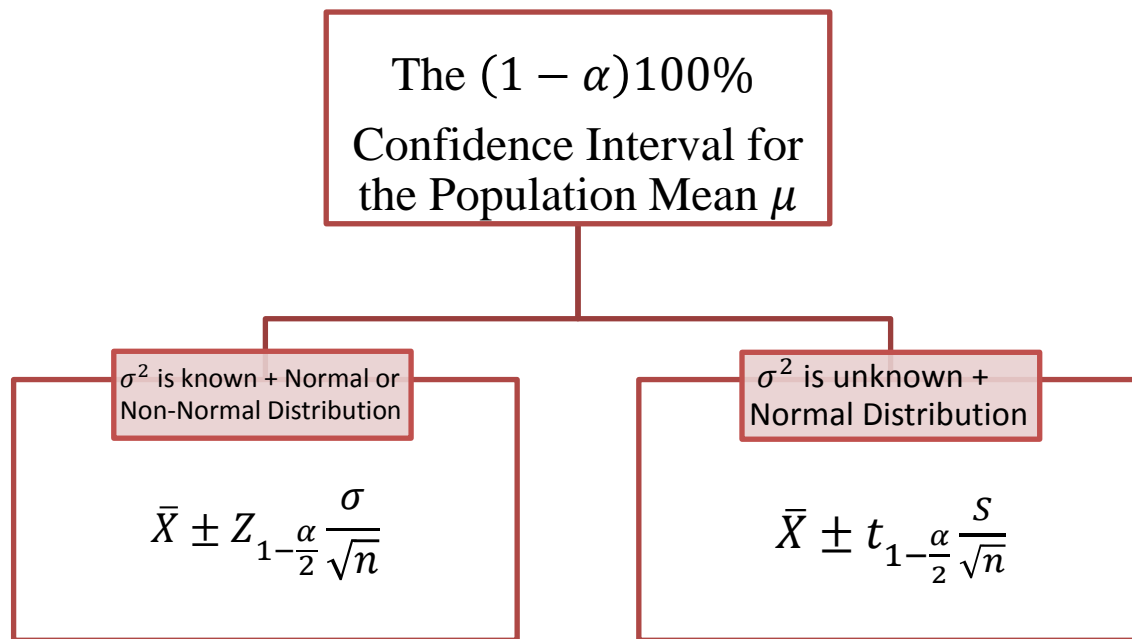 The (1 − α)100%
Confidence Interval for
the Population Mean μ
σ² is known + Normal or
Non-Normal Distribution
σ² is unknown +
Normal Distribution
X̄ ± Z_{1−α/2} σ/√n
X̄ ± t_{1−α/2} S/√n